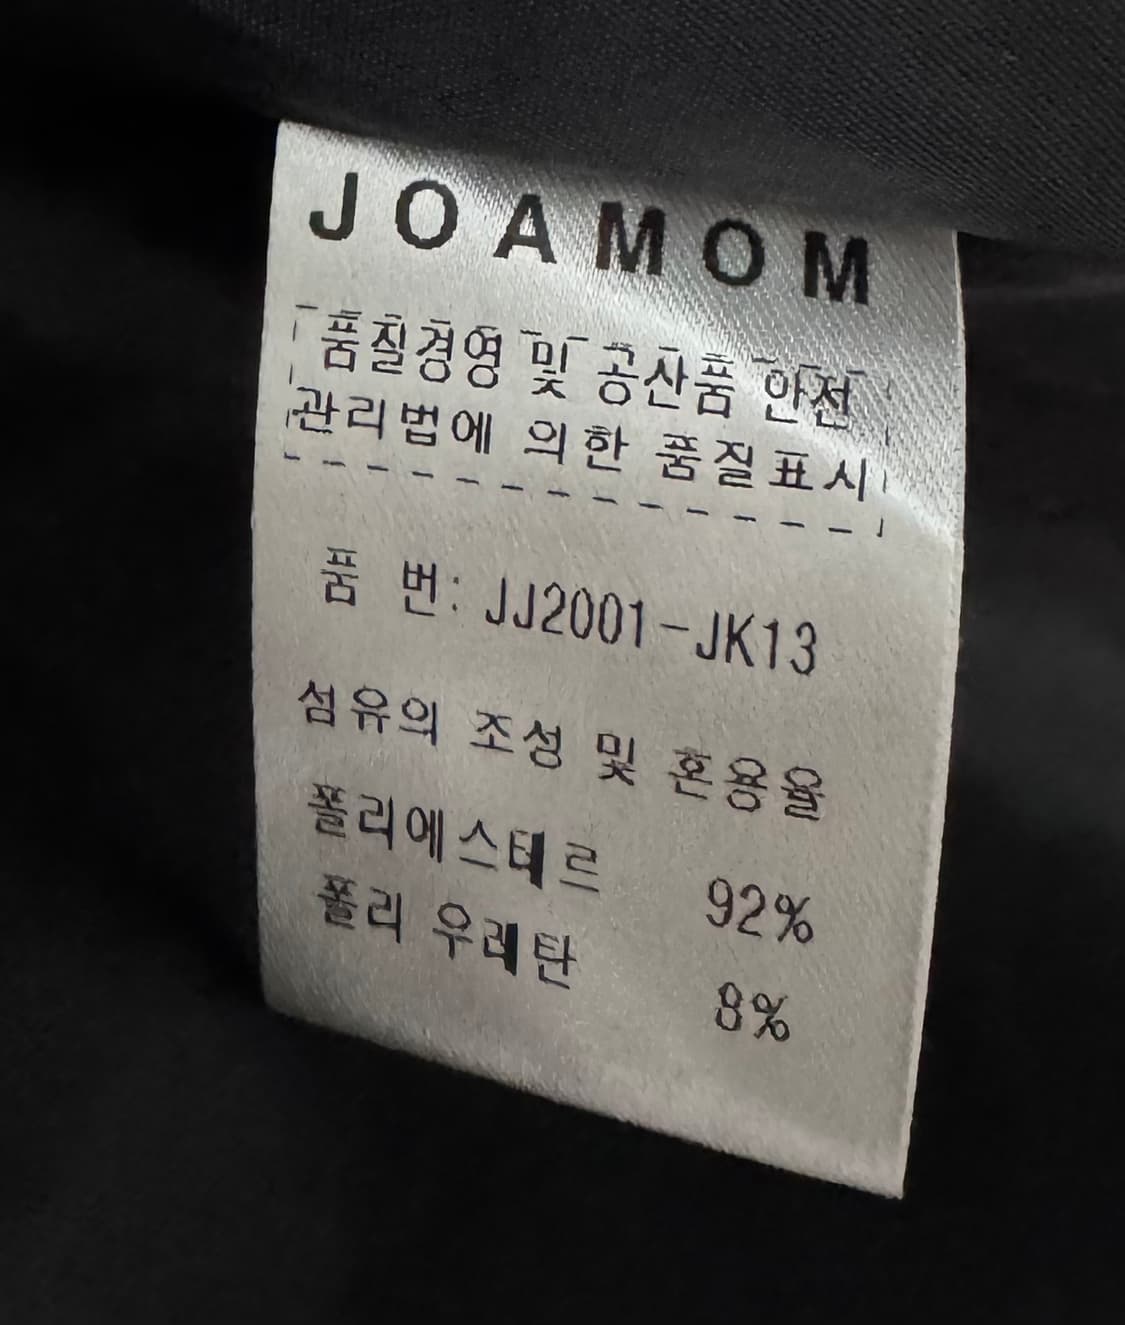 JOAMOM
품질경영 및 공산품 안전
관리법에 의한 품질표시
품 번: JJ2001-JK13
섬유의 조성 및 혼용율
폴리에스테르 92%
폴리 우레탄 8%